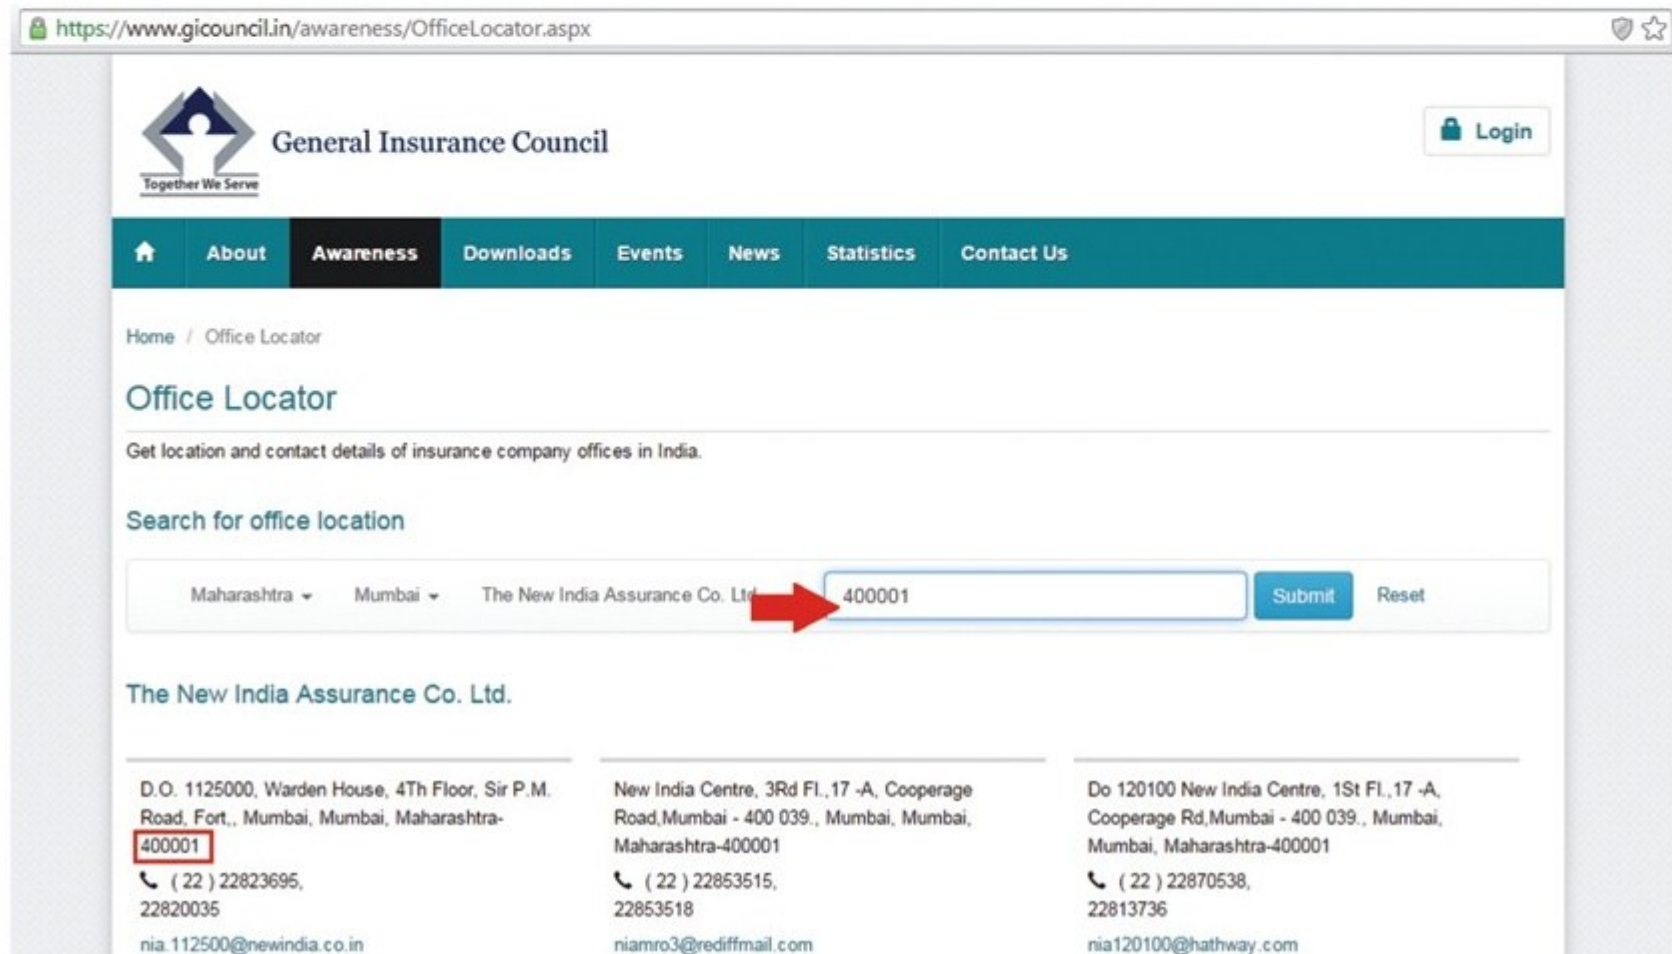 https://www.gicouncil.in/awareness/OfficeLocator.aspx
General Insurance Council
Together We Serve
Login
About Awareness Downloads Events News Statistics Contact Us
Home / Office Locator
Office Locator
Get location and contact details of insurance company offices in India.
Search for office location
Maharashtra Mumbai The New India Assurance Co. Ltd 400001 Submit Reset
The New India Assurance Co. Ltd.
D.O. 1125000, Warden House, 4Th Floor, Sir P.M.
Road, Fort,, Mumbai, Mumbai, Maharashtra-
400001
( 22 ) 22823695,
22820035
nia.112500@newindia.co.in
New India Centre, 3Rd Fl.,17 -A, Cooperage
Road,Mumbai - 400 039., Mumbai, Mumbai,
Maharashtra-400001
( 22 ) 22853515,
22853518
niamro3@rediffmail.com
Do 120100 New India Centre, 1St Fl.,17 -A,
Cooperage Rd,Mumbai - 400 039., Mumbai,
Mumbai, Maharashtra-400001
( 22 ) 22870538,
22813736
nia120100@hathway.com